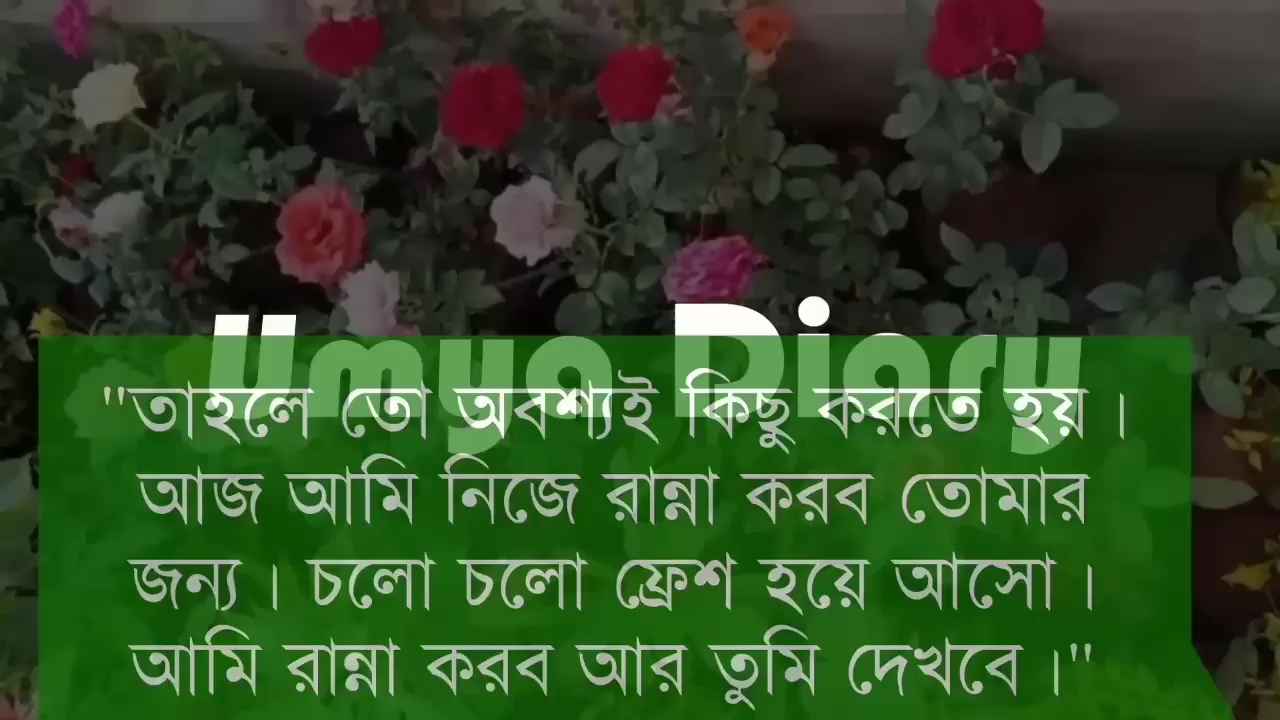 Umya Diary
"তাহলে তো অবশ্যই কিছু করতে হয়।
আজ আমি নিজে রান্না করব তোমার
জন্য। চলো চলো ফ্রেশ হয়ে আসো।
আমি রান্না করব আর তুমি দেখবে।"